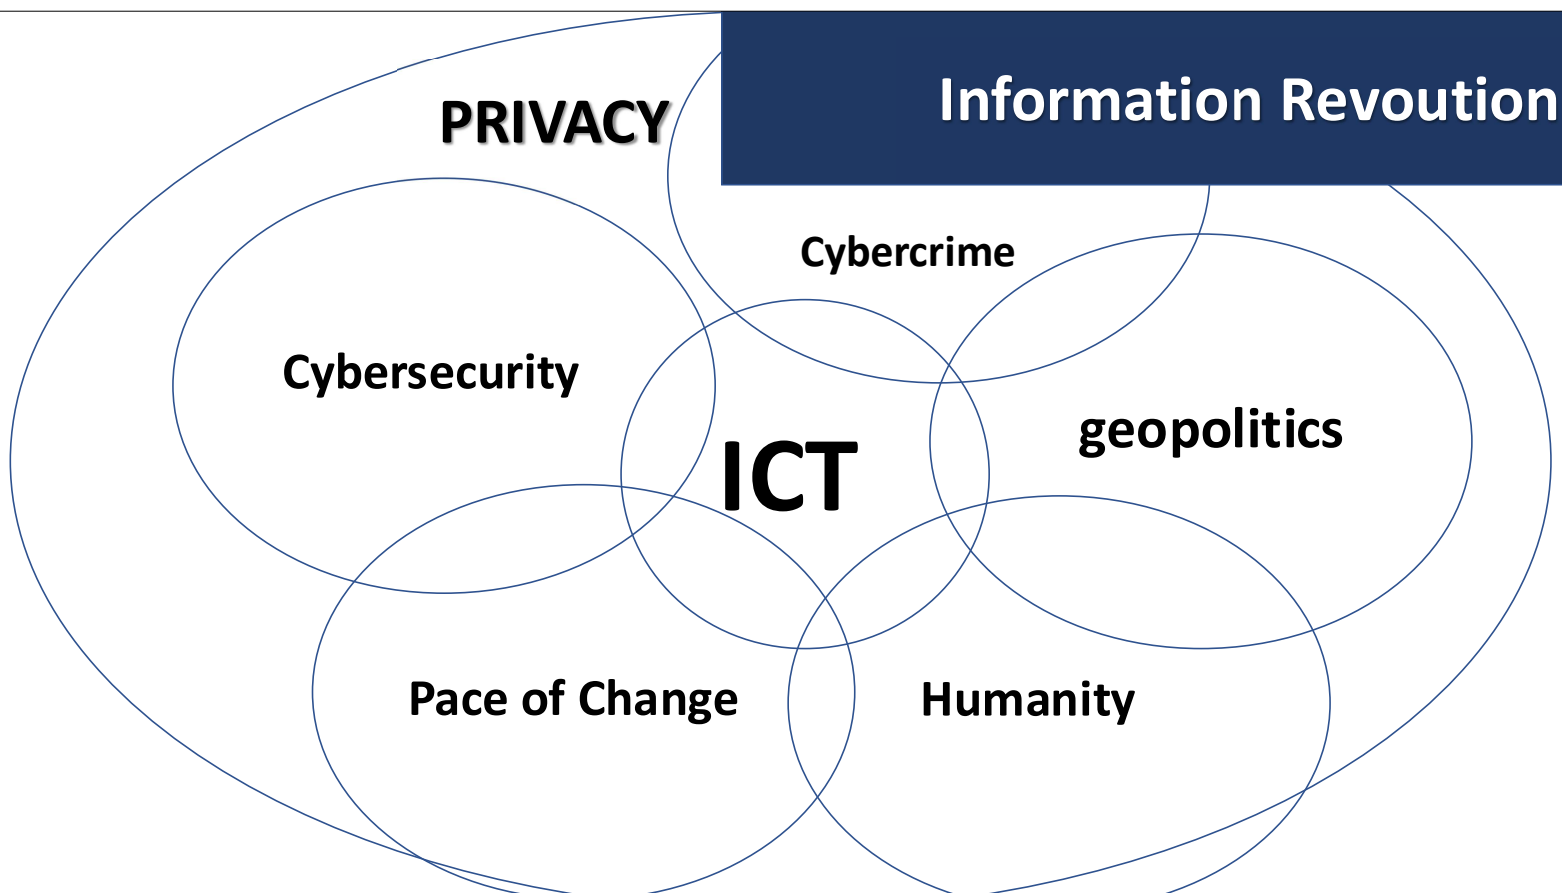 Information Revoution
PRIVACY
Cybercrime
Cybersecurity
geopolitics
ICT
Pace of Change
Humanity